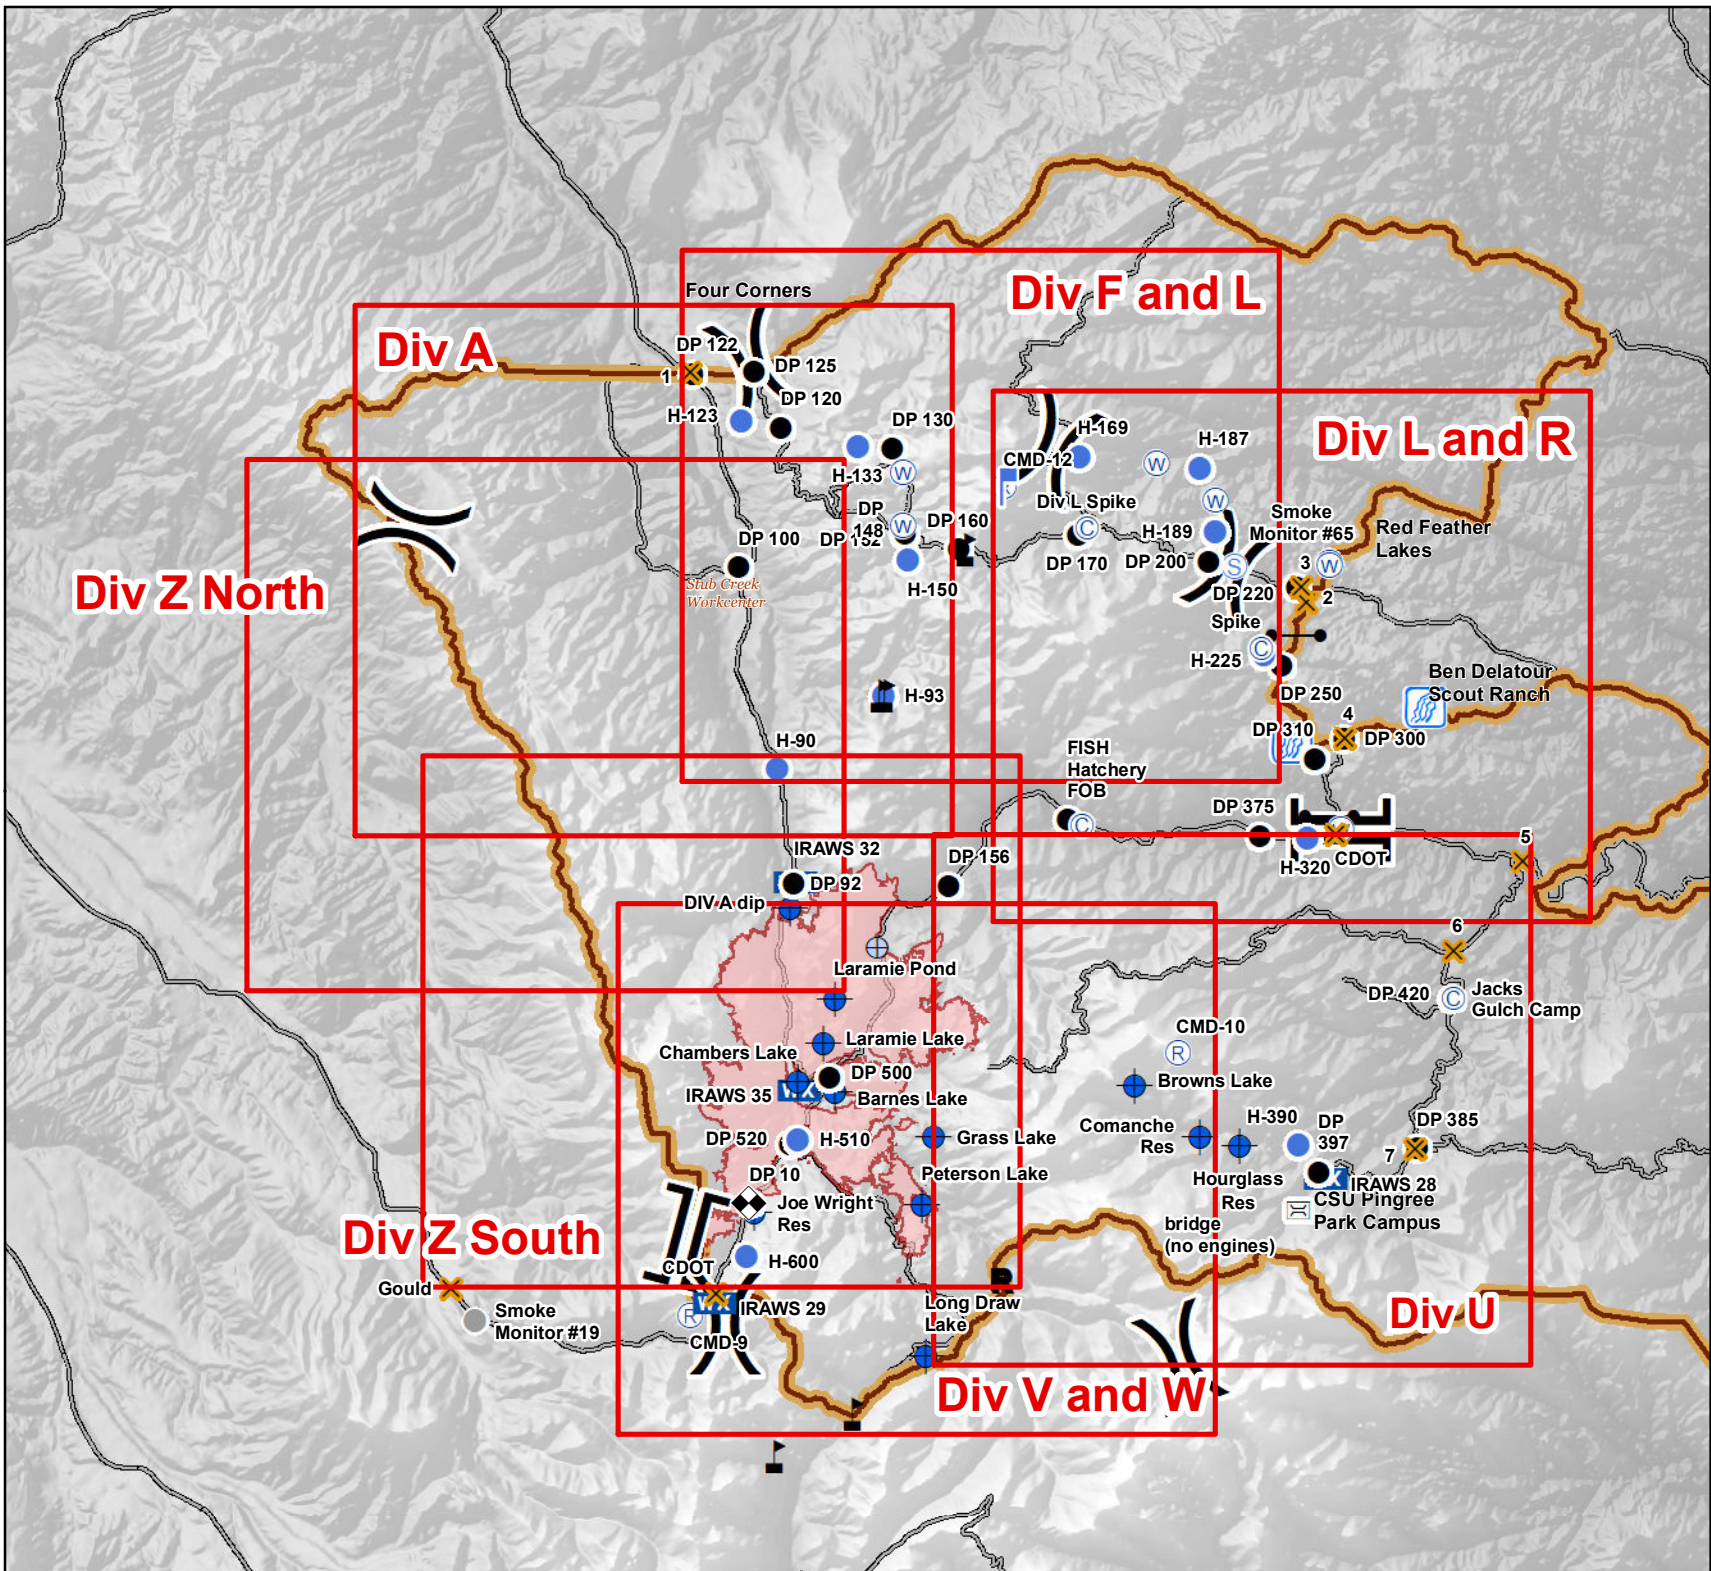 Div F and L
Four Corners
Div A
DP 122
DP 125
1
DP 120
H-123
DP 130
H-169
H-187
Div L and R
CMD-12
H-133
W
W
W
Div L Spike
DP
148
W
DP 160
C
Smoke
Monitor #65
Red Feather
Lakes
DP 100
H-189
DP 170
DP 200
S
W
3
Stub Creek
Workcenter
Div Z North
H-150
DP 220
2
Spike
C
H-225
Ben Delatour
Scout Ranch
DP 250
H-93
4
DP 310
DP 300
H-90
FISH
Hatchery
FOB
C
DP 375
CDOT
H-320
5
IRAWS 32
DP 92
DP 156
DIV A dip
6
Laramie Pond
DP 420
C
Jacks
Gulch Camp
CMD-10
R
Chambers Lake
Laramie Lake
DP 500
IRAWS 35
Barnes Lake
Browns Lake
DP 520
H-510
Grass Lake
Comanche
Res
H-390
DP
397
DP 385
7
DP 10
Peterson Lake
Hourglass
Res
IRAWS 28
CSU Pingree
Park Campus
Joe Wright
Res
Div Z South
bridge
(no engines)
CDOT
H-600
Gould
WX
IRAWS 29
Smoke
Monitor #19
R
CMD-9
Long Draw
Lake
Div U
Div V and W